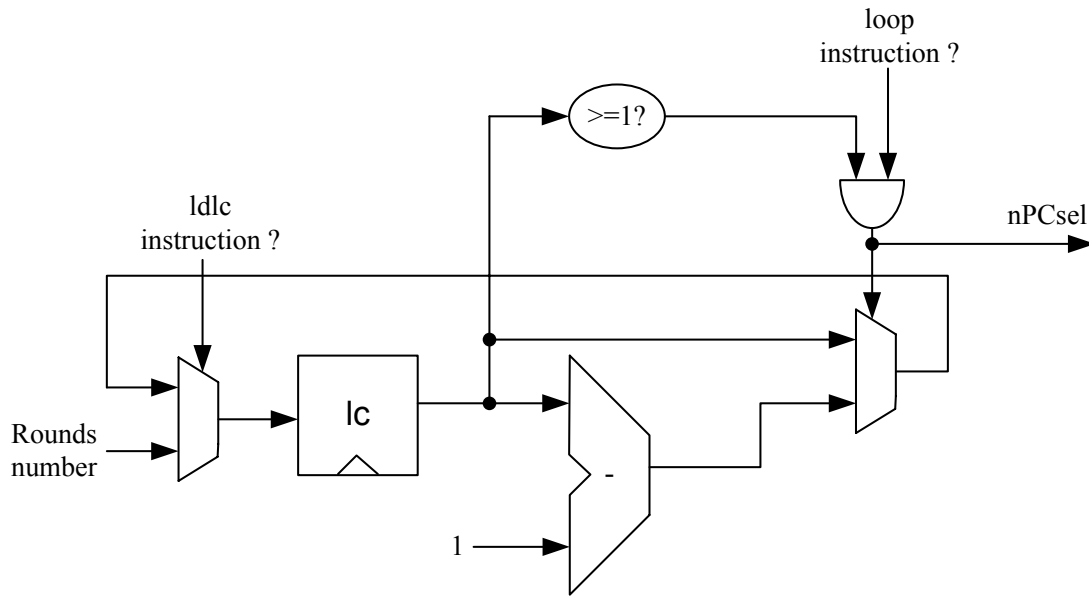 loop
instruction ?
>=1?
nPCsel
ldlc
instruction ?
lc
Rounds
number
-
1